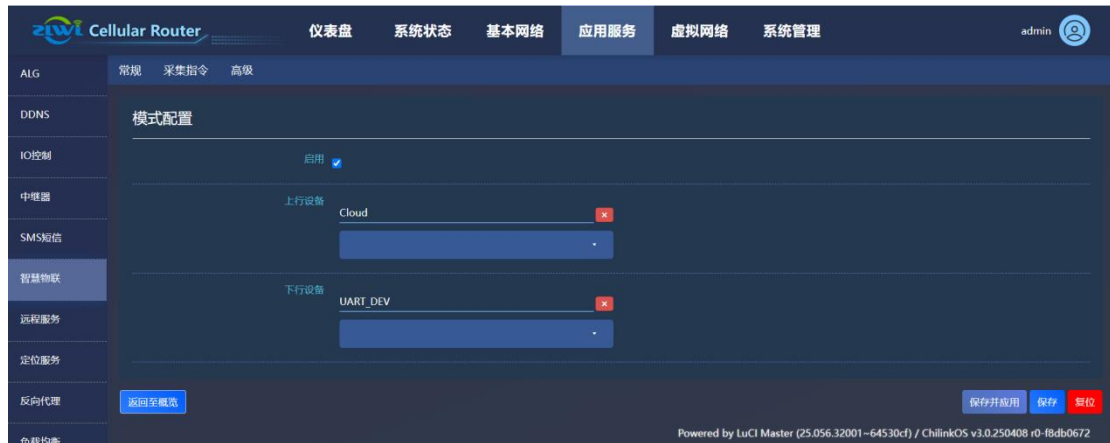 ZIWI Cellular Router 仪表盘 系统状态 基本网络 应用服务 虚拟网络 系统管理 admin
常规 采集指令 高级
ALG
DDNS
IO控制
中继器
SMS短信
智慧物联
远程服务
定位服务
反向代理
负载均衡
模式配置
启用
上行设备
Cloud
下行设备
UART_DEV
返回至概览 保存并应用 保存 复位
Powered by LuCI Master (25.056.32001~64530cf) / ChilinkOS v3.0.250408 r0-f8db0672